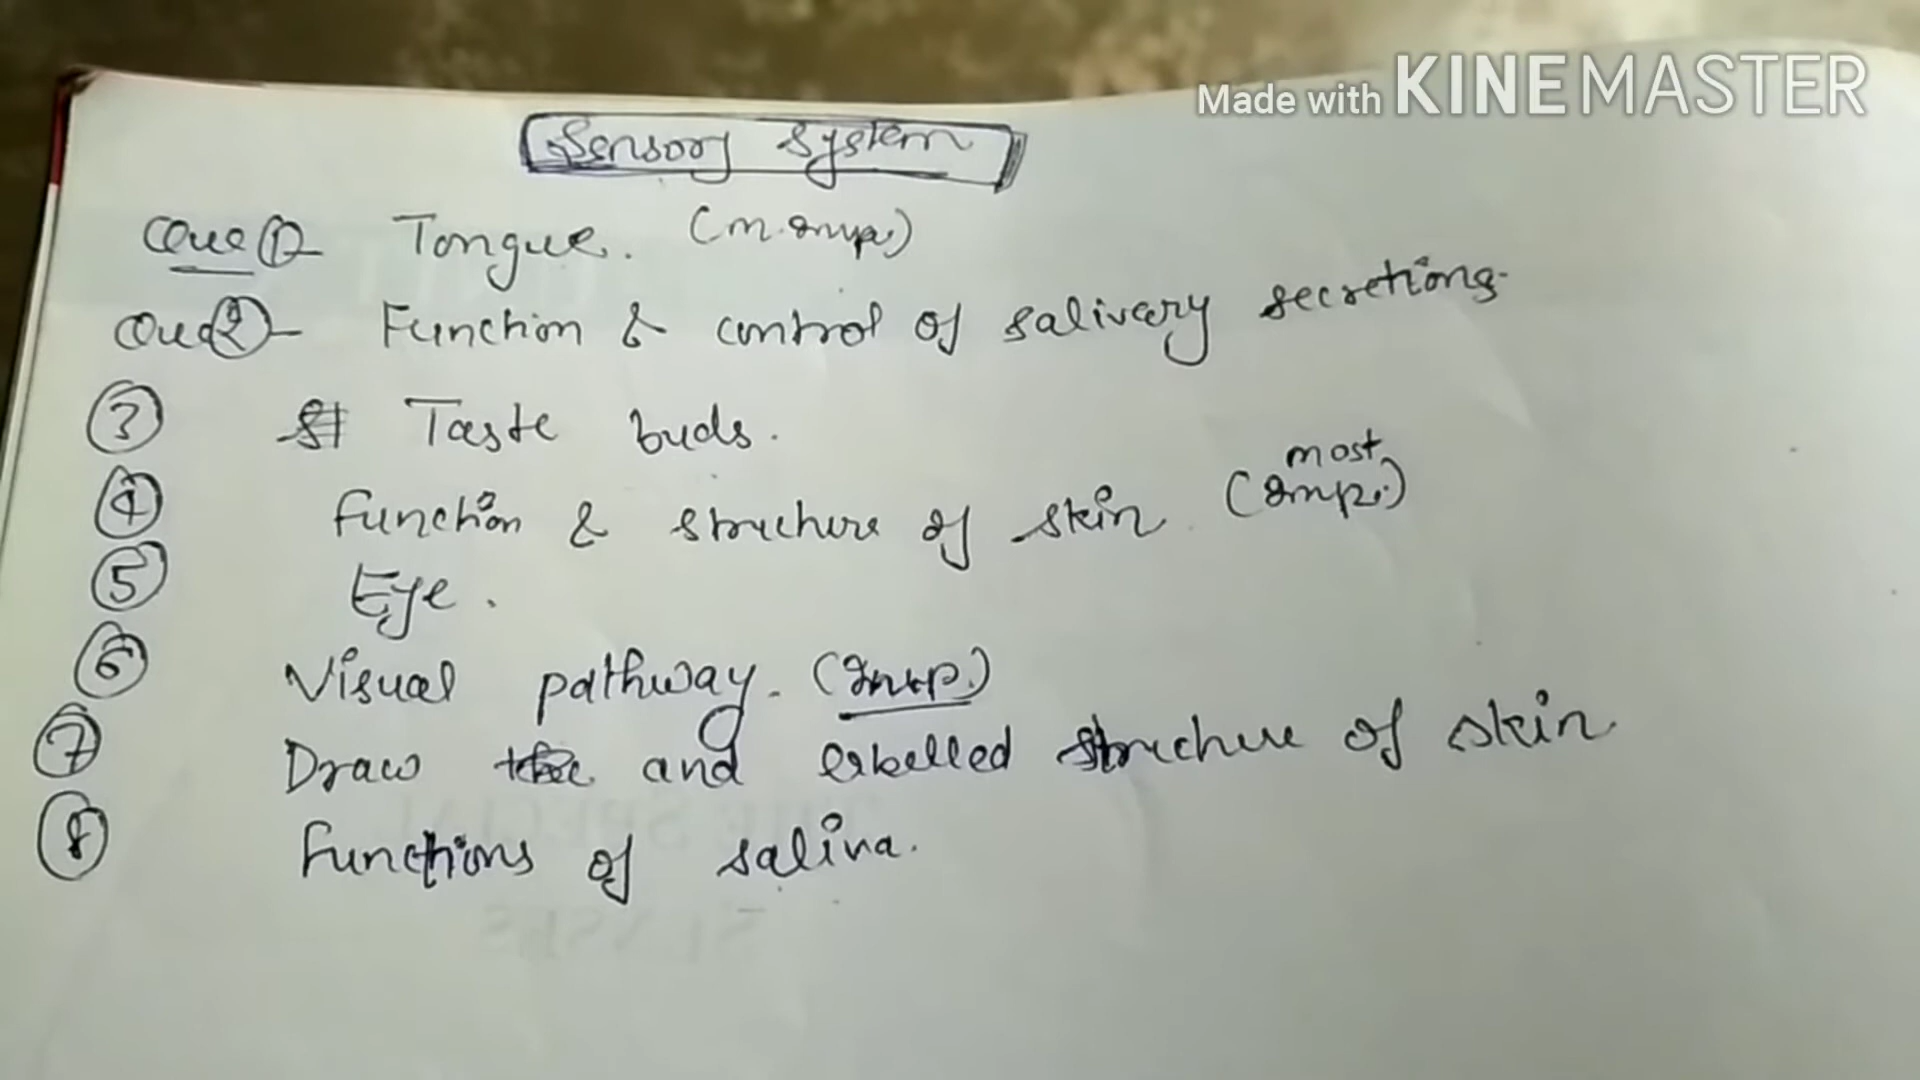 Made with KINEMASTER
Sensory System
Que ① Tongue. (m. Imp.)
Que ② - Function & control of salivary secretions.
③ Taste buds.
④ Function & structure of skin. (most Imp.)
⑤ Eye.
⑥ Visual pathway. (Imp.)
⑦ Draw and labelled structure of skin
⑧ Functions of saliva.